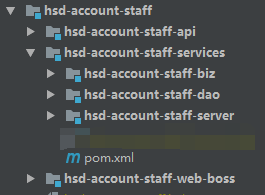 hsd-account-staff
hsd-account-staff-api
hsd-account-staff-services
hsd-account-staff-biz
hsd-account-staff-dao
hsd-account-staff-server
pom.xml
hsd-account-staff-web-boss